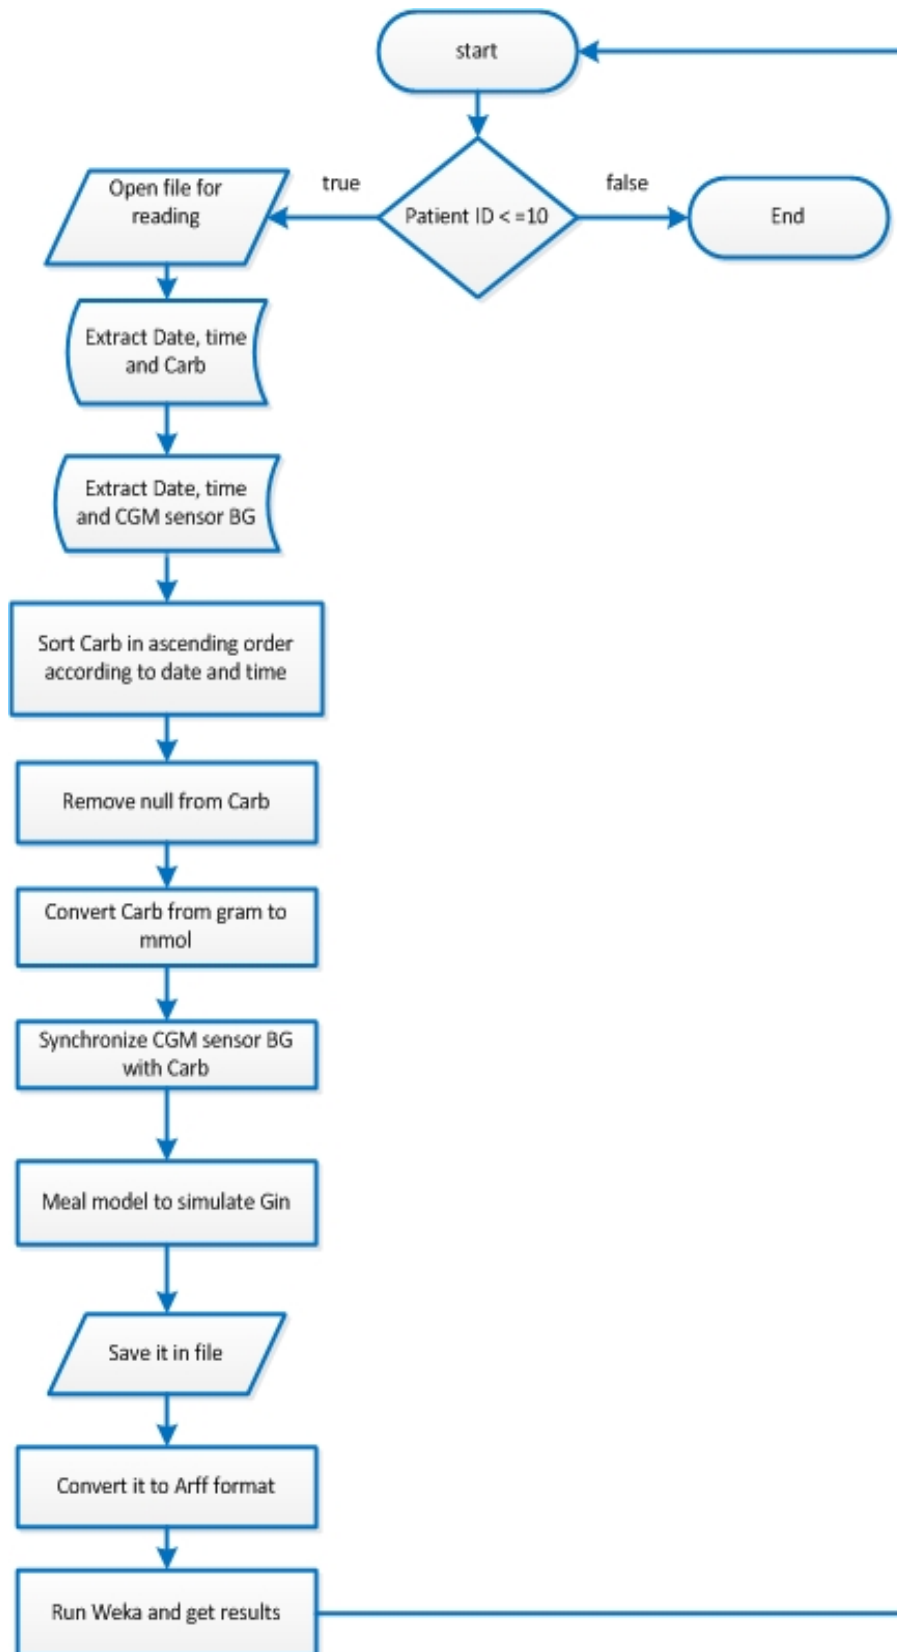 start
true
false
Patient ID < =10
End
Open file for
reading
Extract Date, time
and Carb
Extract Date, time
and CGM sensor BG
Sort Carb in ascending order
according to date and time
Remove null from Carb
Convert Carb from gram to
mmol
Synchronize CGM sensor BG
with Carb
Meal model to simulate Gin
Save it in file
Convert it to Arff format
Run Weka and get results